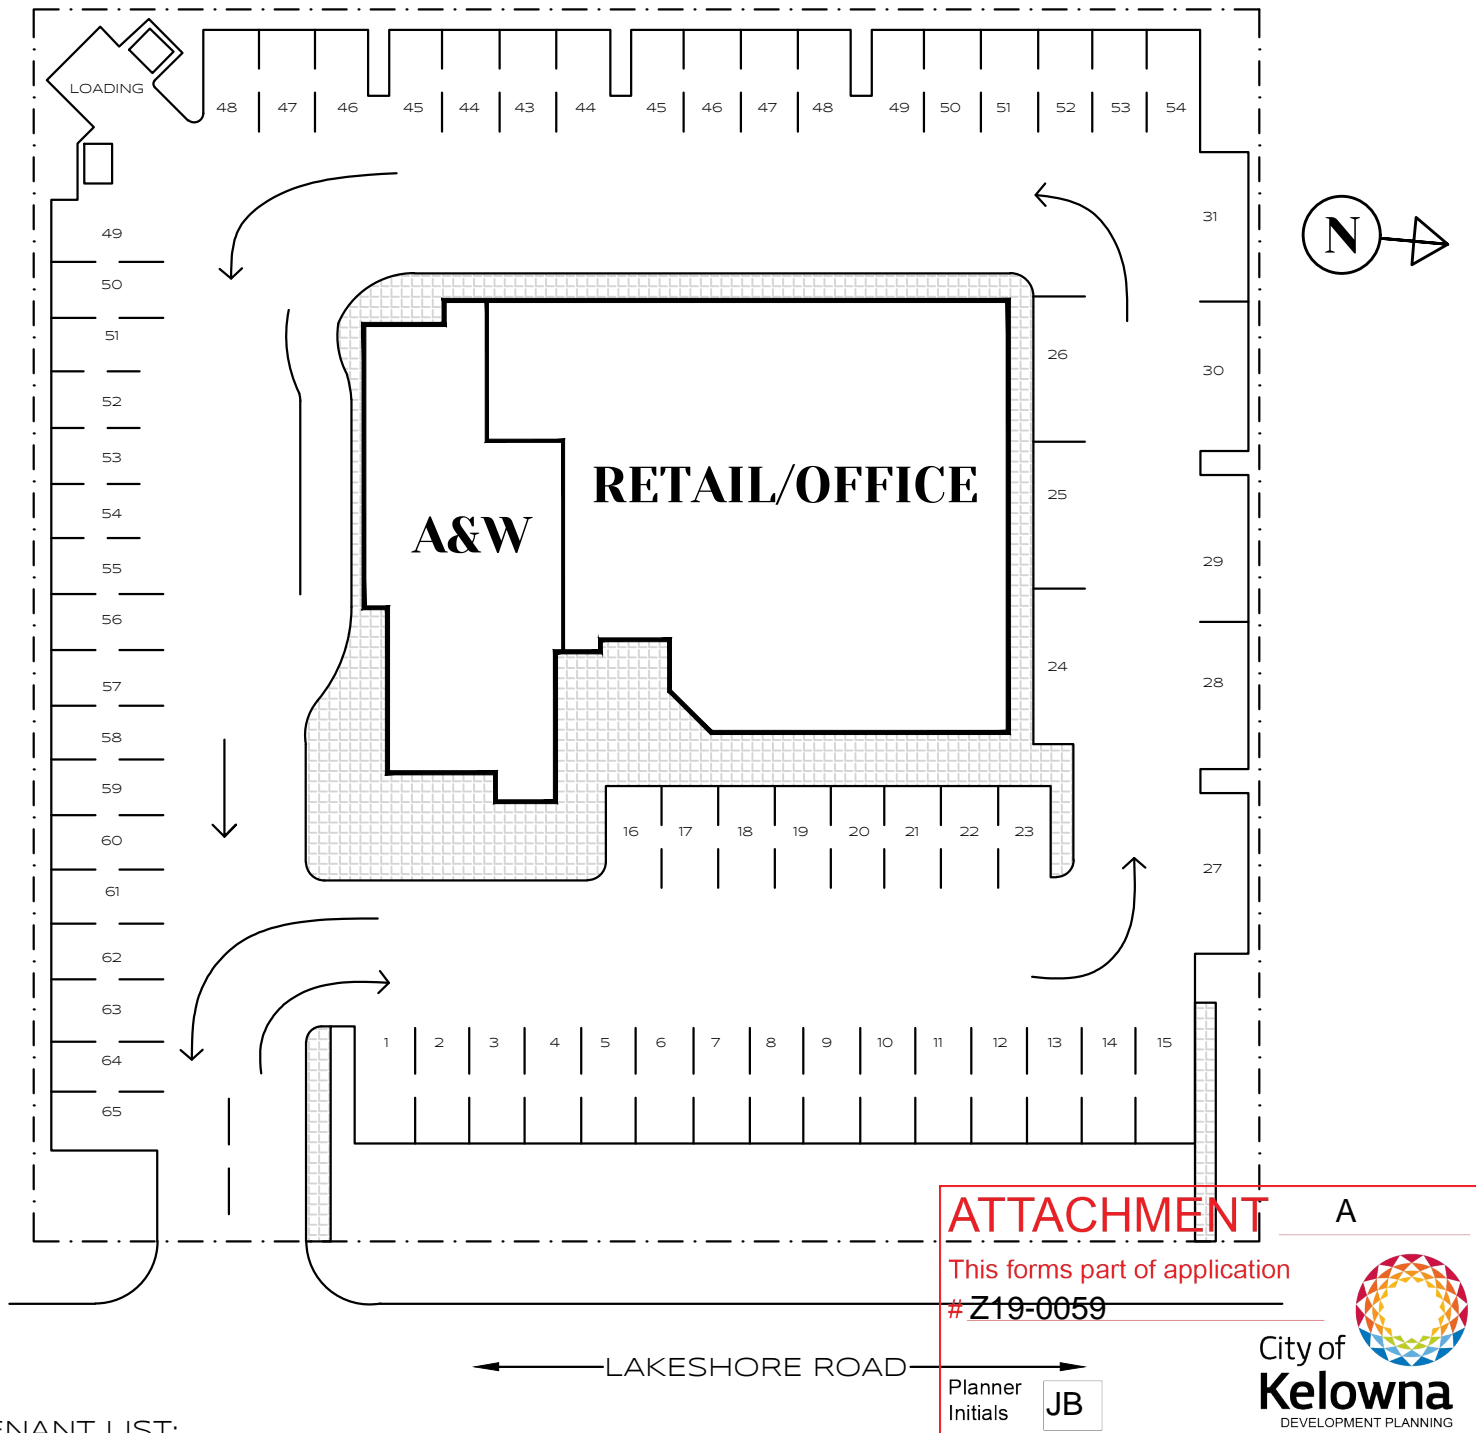 LOADING
48 47 46 45 44 43 44 45 46 47 48 49 50 51 52 53 54
49
50
51
52
53
54
55
56
57
58
59
60
61
62
63
64
65
31
30
29
28
27
N
26
25
24
RETAIL/OFFICE
A&W
16 17 18 19 20 21 22 23
1 2 3 4 5 6 7 8 9 10 11 12 13 14 15
LAKESHORE ROAD
ENANT LIST:
ATTACHMENT A
This forms part of application
# Z19-0059
Planner
Initials JB
City of
Kelowna
DEVELOPMENT PLANNING